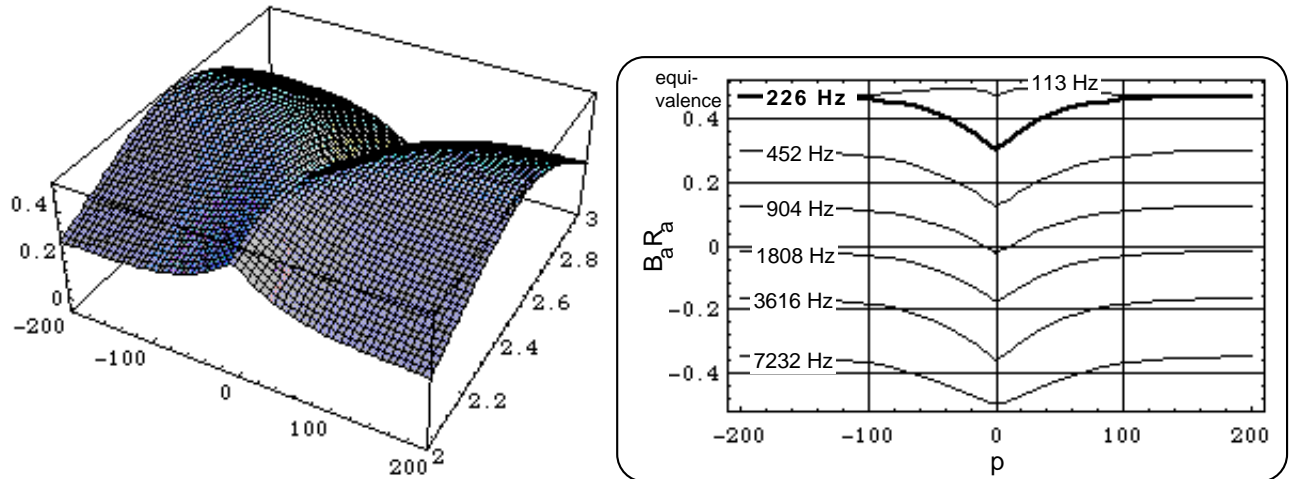 0.4
0.2
0
-200
-100
0
100
200
2
2.2
2.4
2.6
2.8
3
equi-
valence
226 Hz
113 Hz
452 Hz
904 Hz
1808 Hz
3616 Hz
7232 Hz
0.4
0.2
0
-0.2
-0.4
BaRa
-200
-100
0
100
200
p